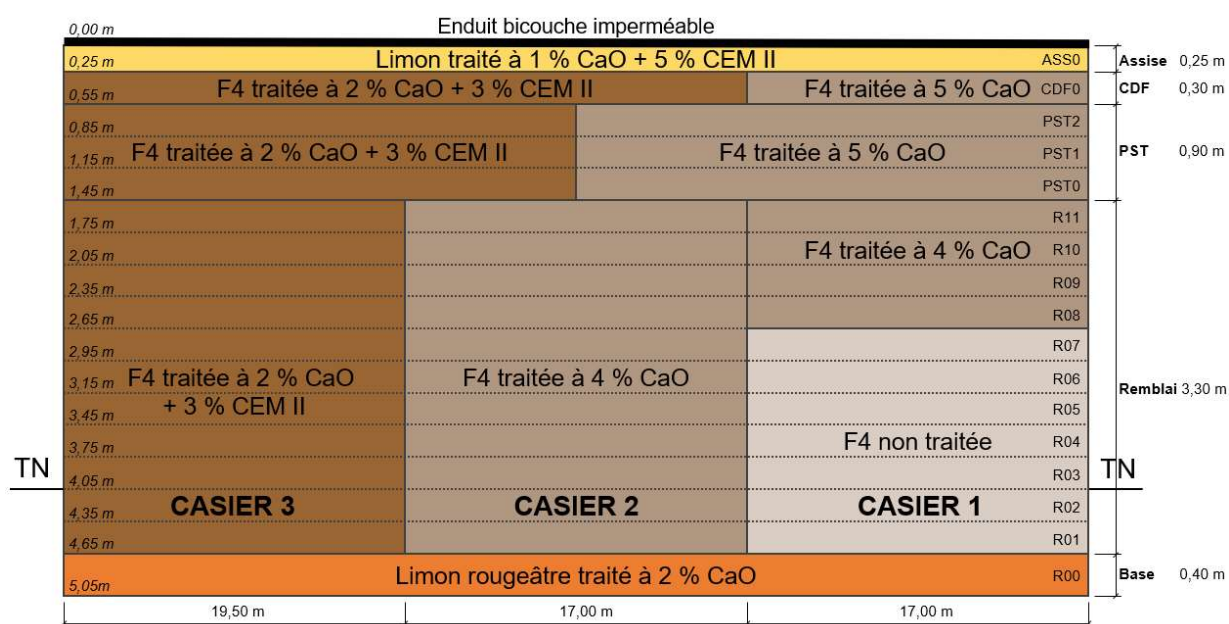 0,00 m
Enduit bicouche imperméable
0,25 m
Limon traité à 1 % CaO + 5 % CEM II
ASS0
Assise 0,25 m
0,55 m
F4 traitée à 2 % CaO + 3 % CEM II
F4 traitée à 5 % CaO
CDF0
CDF 0,30 m
0,85 m
PST2
1,15 m
F4 traitée à 2 % CaO + 3 % CEM II
F4 traitée à 5 % CaO
PST1
PST 0,90 m
1,45 m
PST0
1,75 m
R11
2,05 m
F4 traitée à 4 % CaO
R10
2,35 m
R09
2,65 m
R08
2,95 m
R07
3,15 m
F4 traitée à 2 % CaO
+ 3 % CEM II
F4 traitée à 4 % CaO
R06
Remblai 3,30 m
3,45 m
R05
3,75 m
F4 non traitée
R04
TN
4,05 m
R03
TN
4,35 m
CASIER 3
CASIER 2
CASIER 1
R02
4,65 m
R01
5,05m
Limon rougeâtre traité à 2 % CaO
R00
Base 0,40 m
19,50 m
17,00 m
17,00 m